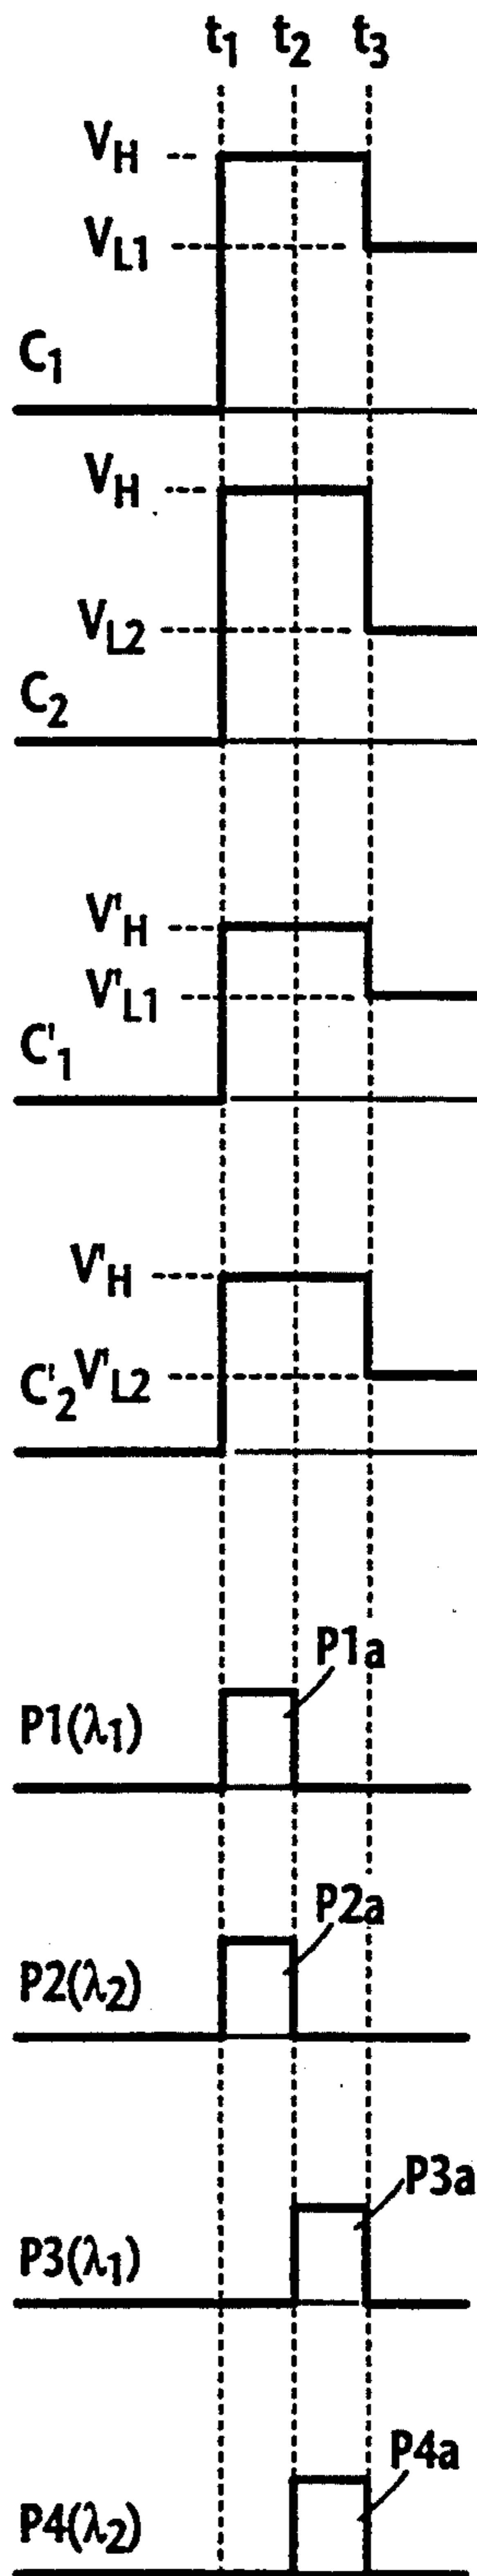 t1 t2 t3
VH
VL1
C1
VH
VL2
C2
V'H
V'L1
C'1
V'H
C'2 V'L2
P1a
P1(λ1)
P2a
P2(λ2)
P3a
P3(λ1)
P4a
P4(λ2)